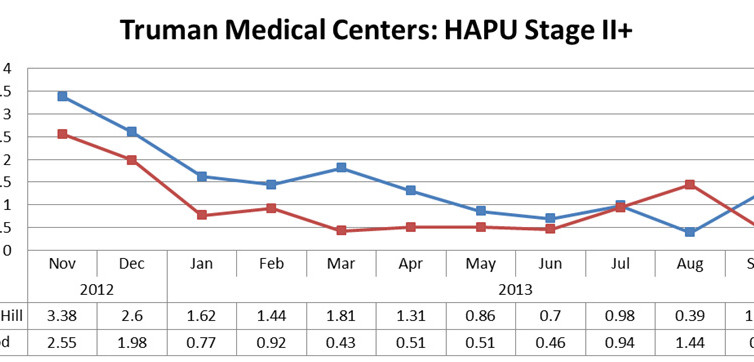 Truman Medical Centers: HAPU Stage II+
4
.5
3
.5
2
.5
1
.5
0
Nov Dec Jan Feb Mar Apr May Jun Jul Aug S
2012 2013
Hill 3.38 2.6 1.62 1.44 1.81 1.31 0.86 0.7 0.98 0.39 1
d 2.55 1.98 0.77 0.92 0.43 0.51 0.51 0.46 0.94 1.44